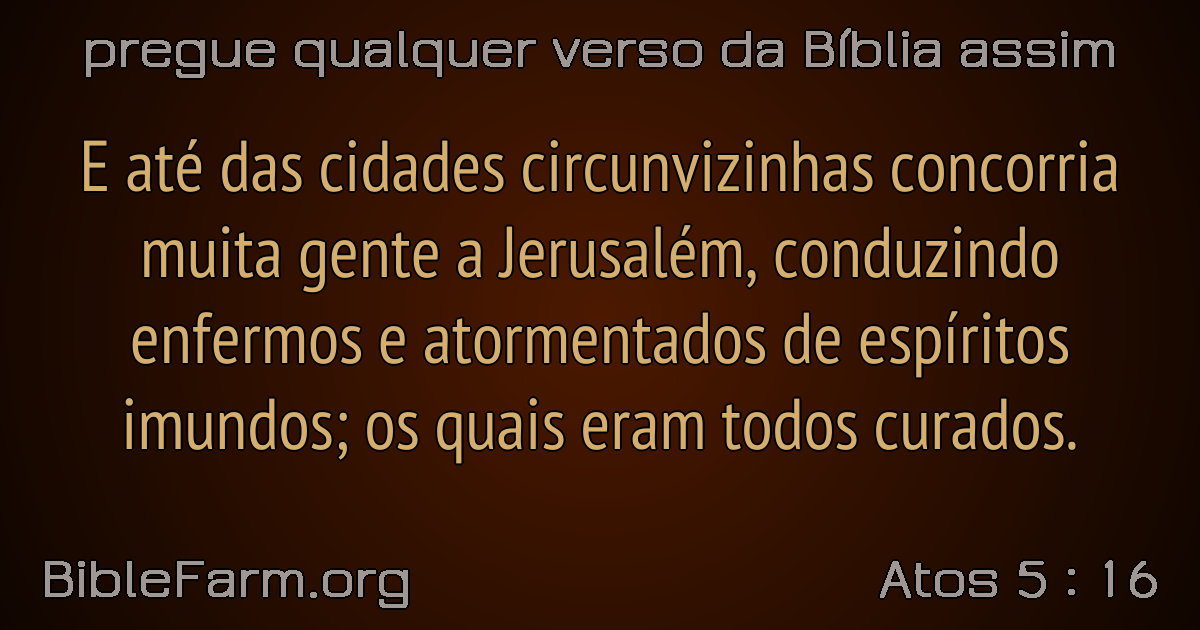 pregue qualquer verso da Bíblia assim
E até das cidades circunvizinhas concorria
muita gente a Jerusalém, conduzindo
enfermos e atormentados de espíritos
imundos; os quais eram todos curados.
BibleFarm.org
Atos 5 : 16